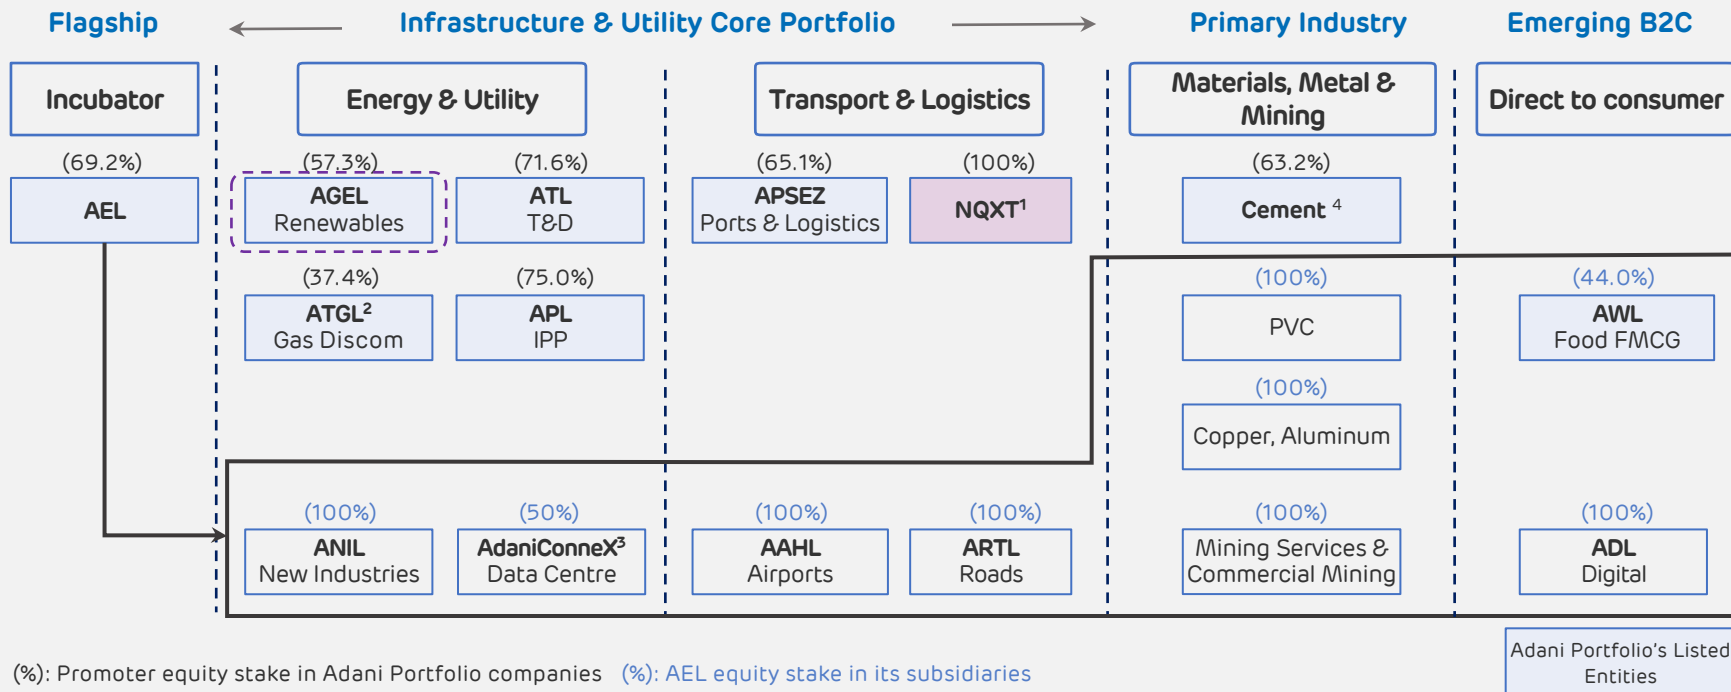 Flagship
Infrastructure & Utility Core Portfolio
Primary Industry
Emerging B2C
Incubator
Energy & Utility
Transport & Logistics
Materials, Metal &
Mining
Direct to consumer
(69.2%)
(57.3%)
(71.6%)
(65.1%)
(100%)
(63.2%)
AEL
AGEL
Renewables
ATL
T&D
APSEZ
Ports & Logistics
NQXT¹
Cement ⁴
(37.4%)
(75.0%)
(100%)
(44.0%)
ATGL²
Gas Discom
APL
IPP
PVC
AWL
Food FMCG
(100%)
Copper, Aluminum
(100%)
(50%)
(100%)
(100%)
(100%)
(100%)
ANIL
New Industries
AdaniConneX³
Data Centre
AAHL
Airports
ARTL
Roads
Mining Services &
Commercial Mining
ADL
Digital
(%): Promoter equity stake in Adani Portfolio companies
(%): AEL equity stake in its subsidiaries
Adani Portfolio's Listed
Entities